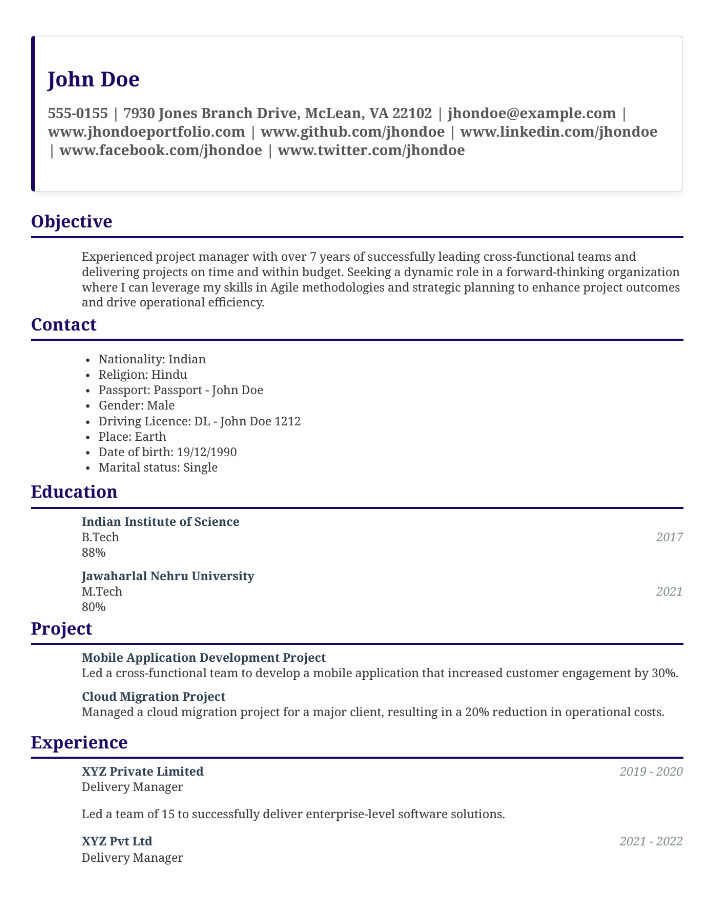 John Doe
555-0155 | 7930 Jones Branch Drive, McLean, VA 22102 | jhondoe@example.com |
www.jhondoeportfolio.com | www.github.com/jhondoe | www.linkedin.com/jhondoe
| www.facebook.com/jhondoe | www.twitter.com/jhondoe
Objective
Experienced project manager with over 7 years of successfully leading cross-functional teams and
delivering projects on time and within budget. Seeking a dynamic role in a forward-thinking organization
where I can leverage my skills in Agile methodologies and strategic planning to enhance project outcomes
and drive operational efficiency.
Contact
• Nationality: Indian
• Religion: Hindu
• Passport: Passport - John Doe
• Gender: Male
• Driving Licence: DL - John Doe 1212
• Place: Earth
• Date of birth: 19/12/1990
• Marital status: Single
Education
Indian Institute of Science
B.Tech 2017
88%
Jawaharlal Nehru University
M.Tech 2021
80%
Project
Mobile Application Development Project
Led a cross-functional team to develop a mobile application that increased customer engagement by 30%.
Cloud Migration Project
Managed a cloud migration project for a major client, resulting in a 20% reduction in operational costs.
Experience
XYZ Private Limited 2019 - 2020
Delivery Manager
Led a team of 15 to successfully deliver enterprise-level software solutions.
XYZ Pvt Ltd 2021 - 2022
Delivery Manager